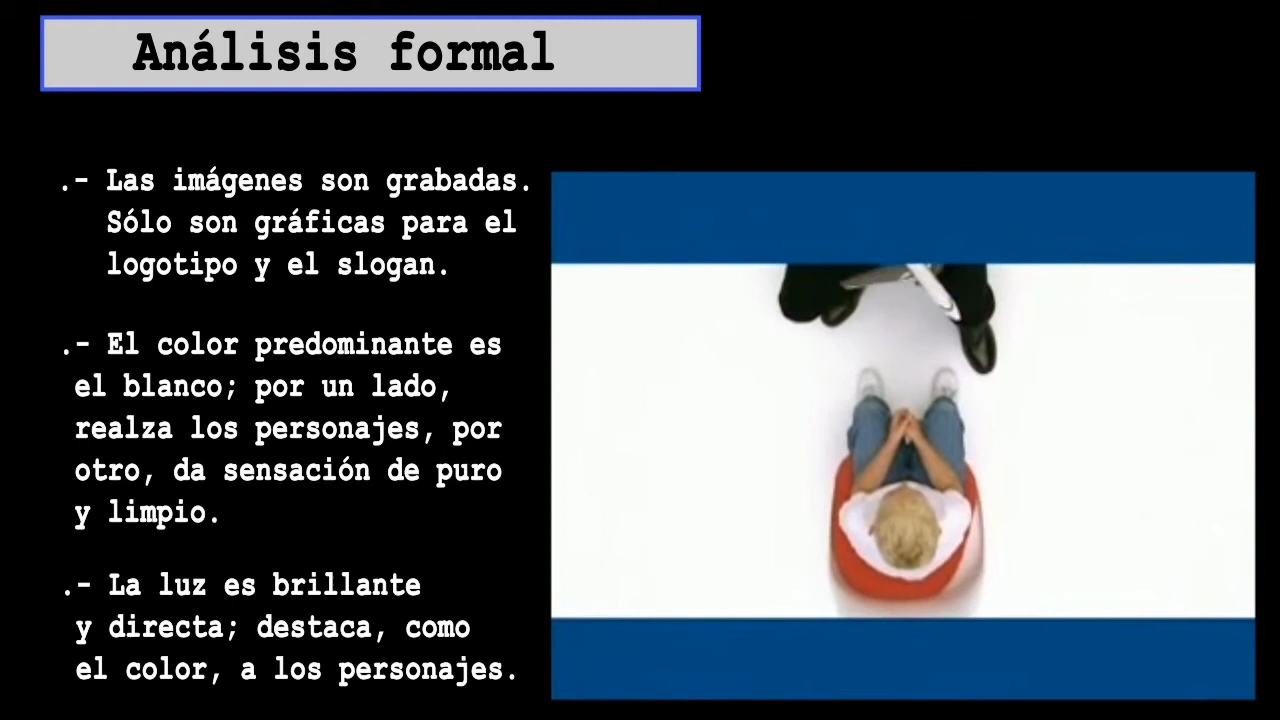 Análisis formal
.- Las imágenes son grabadas.
Sólo son gráficas para el
logotipo y el slogan.
.- El color predominante es
el blanco; por un lado,
realza los personajes, por
otro, da sensación de puro
y limpio.
.- La luz es brillante
y directa; destaca, como
el color, a los personajes.